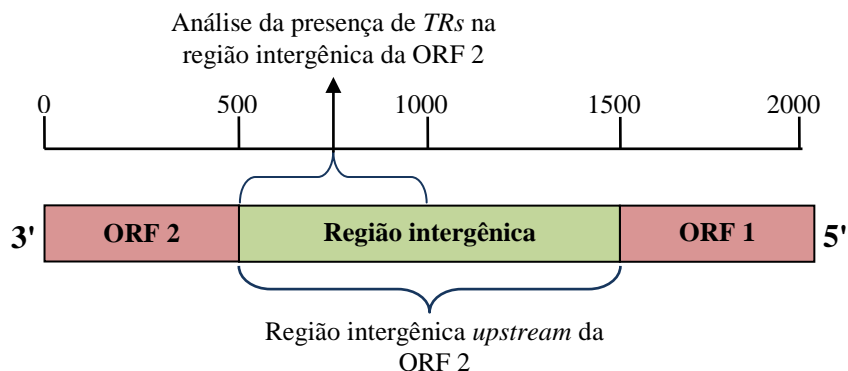 Análise da presença de TRs na
região intergênica da ORF 2
0 500 1000 1500 2000
3' ORF 2 Região intergênica ORF 1 5'
Região intergênica upstream da
ORF 2